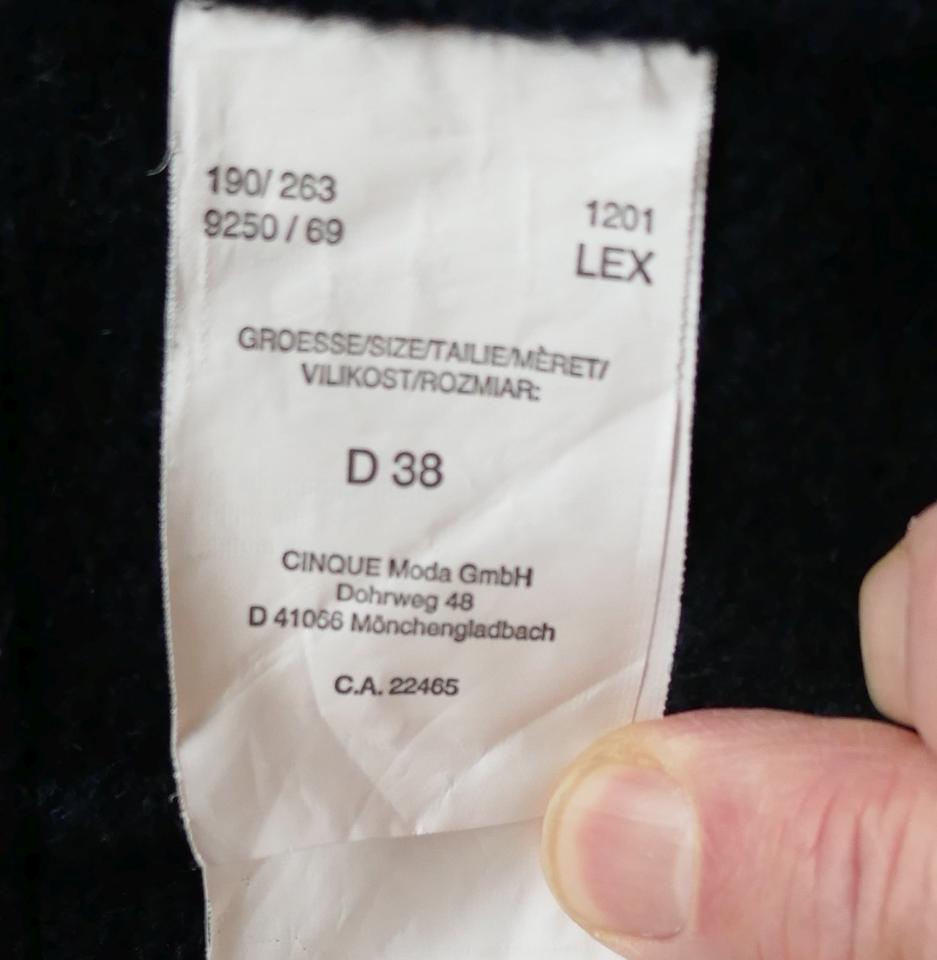 190/ 263
9250 / 69
1201
LEX
GROESSE/SIZE/TAILIE/MÈRET/
VILIKOST/ROZMIAR:
D 38
CINQUE Moda GmbH
Dohrweg 48
D 41066 Mönchengladbach
C.A. 22465